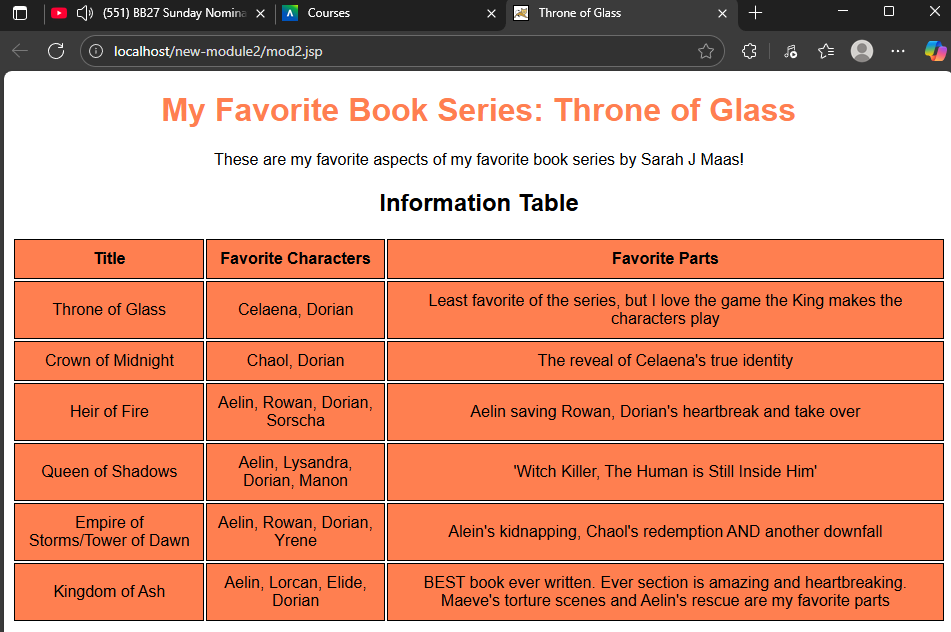 (551) BB27 Sunday Nomina
Courses
Throne of Glass
localhost/new-module2/mod2.jsp
My Favorite Book Series: Throne of Glass
These are my favorite aspects of my favorite book series by Sarah J Maas!
Information Table
Title Favorite Characters Favorite Parts
Throne of Glass
Celaena, Dorian
Least favorite of the series, but I love the game the King makes the
characters play
Crown of Midnight
Chaol, Dorian
The reveal of Celaena's true identity
Heir of Fire
Aelin, Rowan, Dorian,
Sorscha
Aelin saving Rowan, Dorian's heartbreak and take over
Queen of Shadows
Aelin, Lysandra,
Dorian, Manon
'Witch Killer, The Human is Still Inside Him'
Empire of
Storms/Tower of Dawn
Aelin, Rowan, Dorian,
Yrene
Alein's kidnapping, Chaol's redemption AND another downfall
Kingdom of Ash
Aelin, Lorcan, Elide,
Dorian
BEST book ever written. Ever section is amazing and heartbreaking.
Maeve's torture scenes and Aelin's rescue are my favorite parts